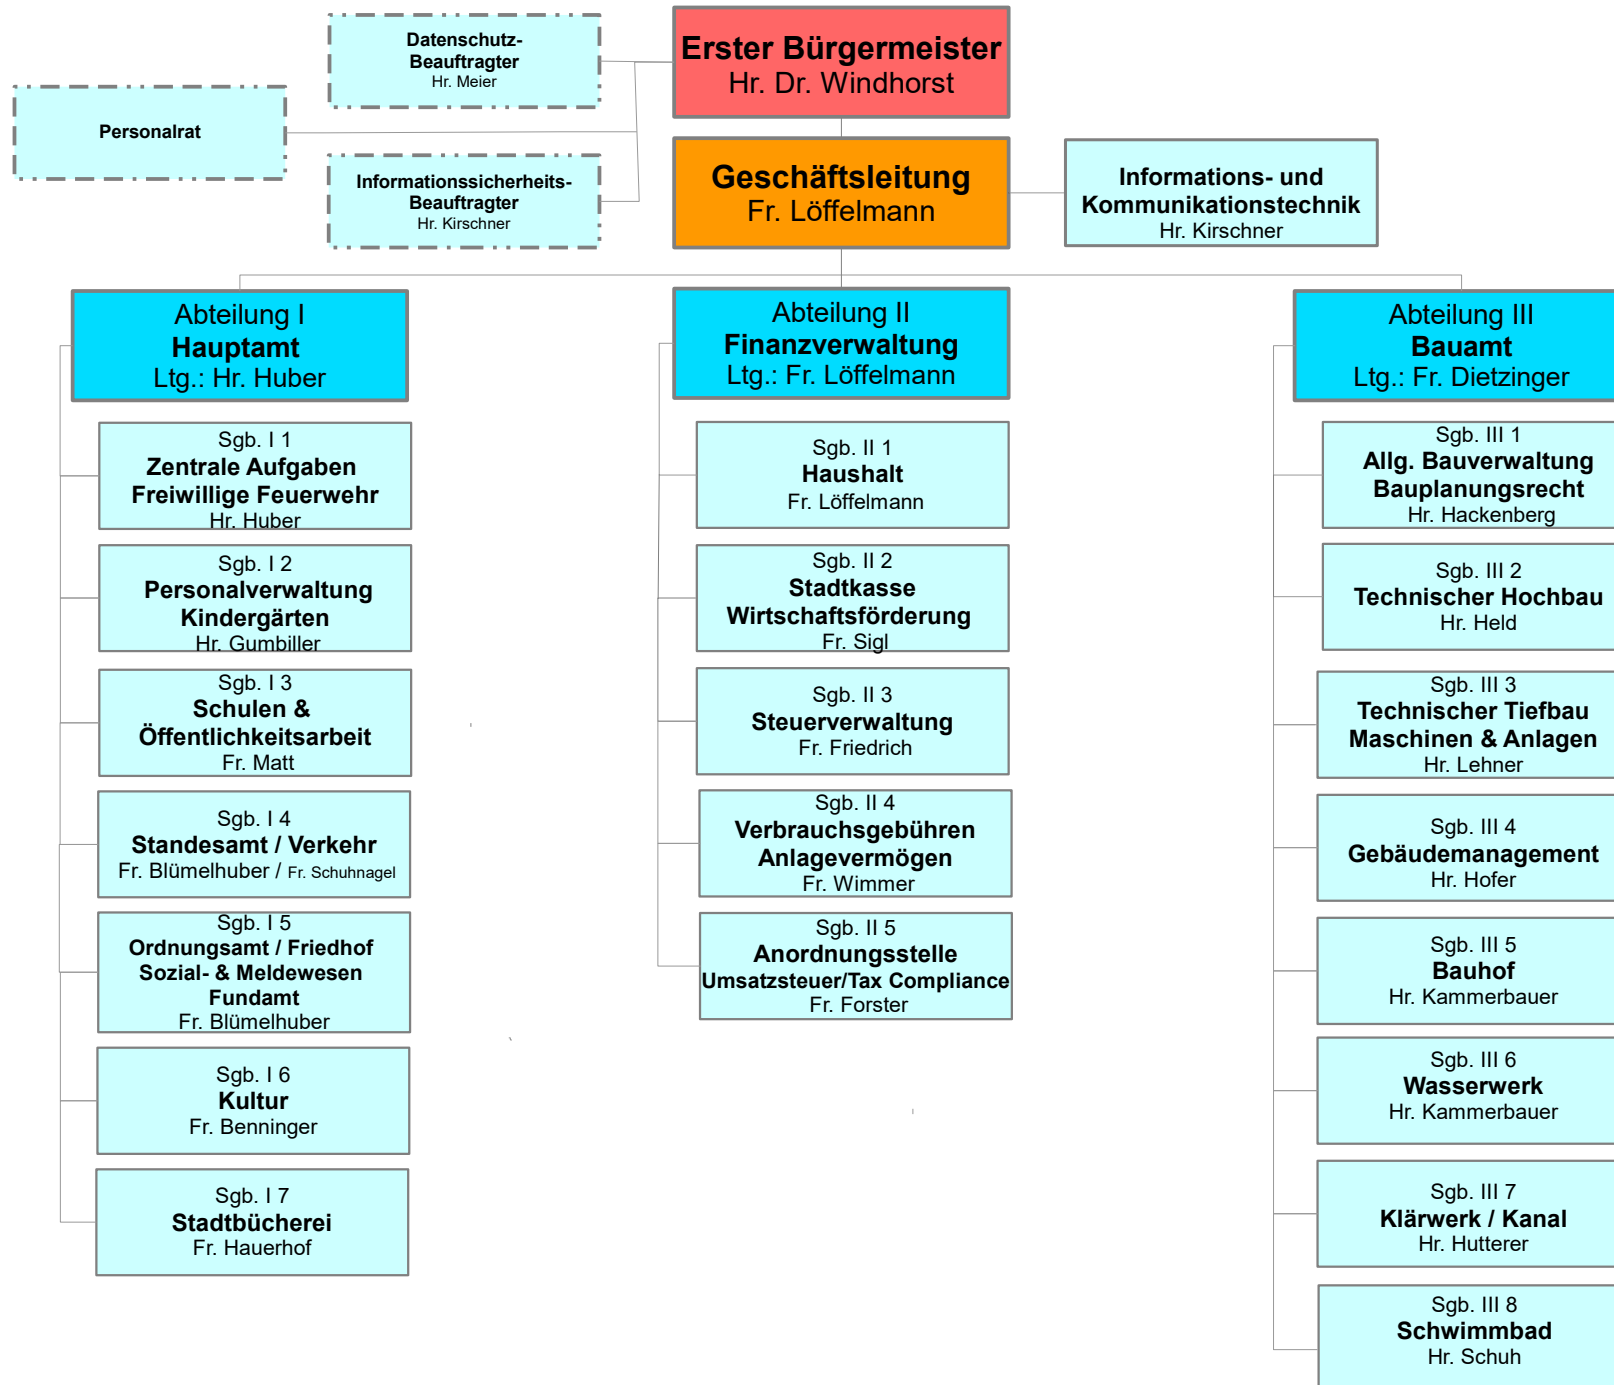 Datenschutz-
Beauftragter
Hr. Meier
Erster Bürgermeister
Hr. Dr. Windhorst
Personalrat
Informationssicherheits-
Beauftragter
Hr. Kirschner
Geschäftsleitung
Fr. Löffelmann
Informations- und
Kommunikationstechnik
Hr. Kirschner
Abteilung I
Hauptamt
Ltg.: Hr. Huber
Sgb. I 1
Zentrale Aufgaben
Freiwillige Feuerwehr
Hr. Huber
Sgb. I 2
Personalverwaltung
Kindergärten
Hr. Gumbiller
Sgb. I 3
Schulen &
Öffentlichkeitsarbeit
Fr. Matt
Sgb. I 4
Standesamt / Verkehr
Fr. Blümelhuber / Fr. Schuhnagel
Sgb. I 5
Ordnungsamt / Friedhof
Sozial- & Meldewesen
Fundamt
Fr. Blümelhuber
Sgb. I 6
Kultur
Fr. Benninger
Sgb. I 7
Stadtbücherei
Fr. Hauerhof
Abteilung II
Finanzverwaltung
Ltg.: Fr. Löffelmann
Sgb. II 1
Haushalt
Fr. Löffelmann
Sgb. II 2
Stadtkasse
Wirtschaftsförderung
Fr. Sigl
Sgb. II 3
Steuerverwaltung
Fr. Friedrich
Sgb. II 4
Verbrauchsgebühren
Anlagevermögen
Fr. Wimmer
Sgb. II 5
Anordnungsstelle
Umsatzsteuer/Tax Compliance
Fr. Forster
Abteilung III
Bauamt
Ltg.: Fr. Dietzinger
Sgb. III 1
Allg. Bauverwaltung
Bauplanungsrecht
Hr. Hackenberg
Sgb. III 2
Technischer Hochbau
Hr. Held
Sgb. III 3
Technischer Tiefbau
Maschinen & Anlagen
Hr. Lehner
Sgb. III 4
Gebäudemanagement
Hr. Hofer
Sgb. III 5
Bauhof
Hr. Kammerbauer
Sgb. III 6
Wasserwerk
Hr. Kammerbauer
Sgb. III 7
Klärwerk / Kanal
Hr. Hutterer
Sgb. III 8
Schwimmbad
Hr. Schuh